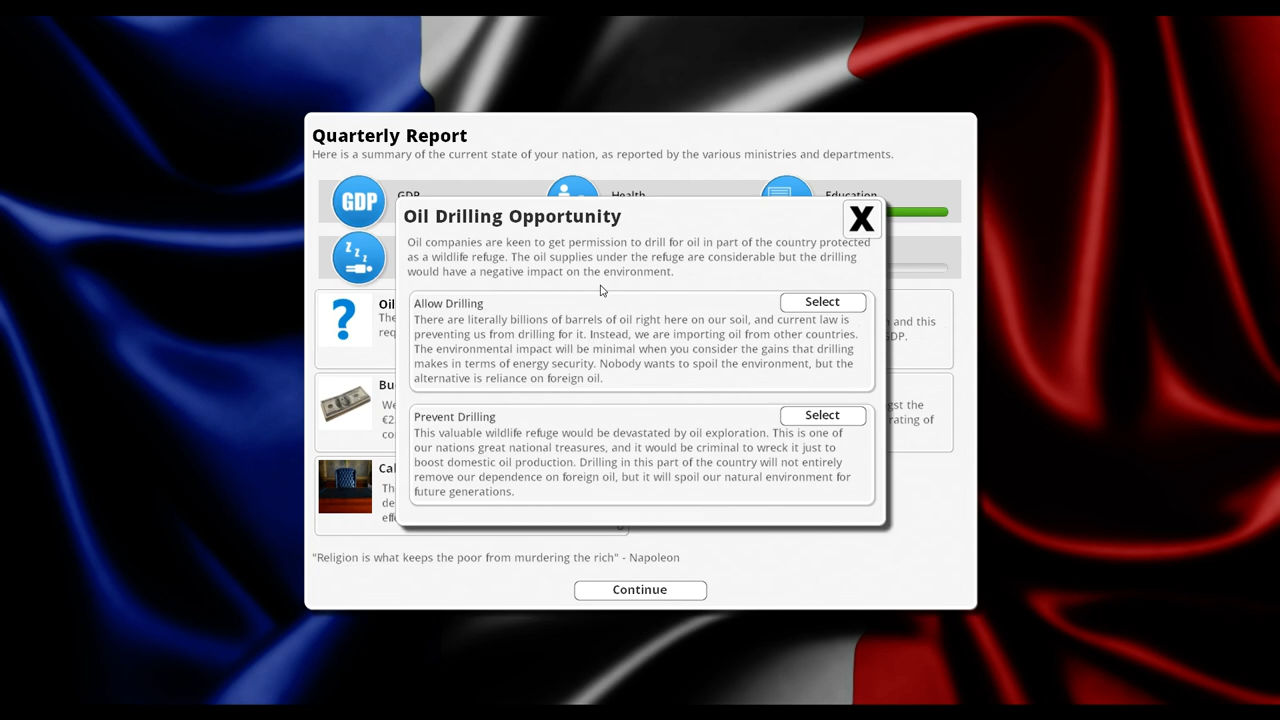 Quarterly Report
Here is a summary of the current state of your nation, as reported by the various ministries and departments.
GDP GDP Health Education
Oil Drilling Opportunity X
Oil companies are keen to get permission to drill for oil in part of the country protected
as a wildlife refuge. The oil supplies under the refuge are considerable but the drilling
would have a negative impact on the environment.
Allow Drilling Select
There are literally billions of barrels of oil right here on our soil, and current law is
preventing us from drilling for it. Instead, we are importing oil from other countries.
The environmental impact will be minimal when you consider the gains that drilling
makes in terms of energy security. Nobody wants to spoil the environment, but the
alternative is reliance on foreign oil.
Prevent Drilling Select
This valuable wildlife refuge would be devastated by oil exploration. This is one of
our nations great national treasures, and it would be criminal to wreck it just to
boost domestic oil production. Drilling in this part of the country will not entirely
remove our dependence on foreign oil, but it will spoil our natural environment for
future generations.
Oil
and this
DP.
We
€2
gst the
rating of
"Religion is what keeps the poor from murdering the rich" - Napoleon
Continue